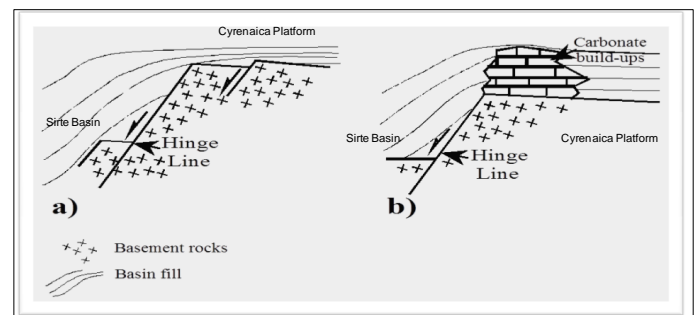 Cyrenaica Platform
Sirte Basin
Hinge
Line
a)
Carbonate
build-ups
Sirte Basin
Cyrenaica Platform
Hinge
Line
b)
Basement rocks
Basin fill